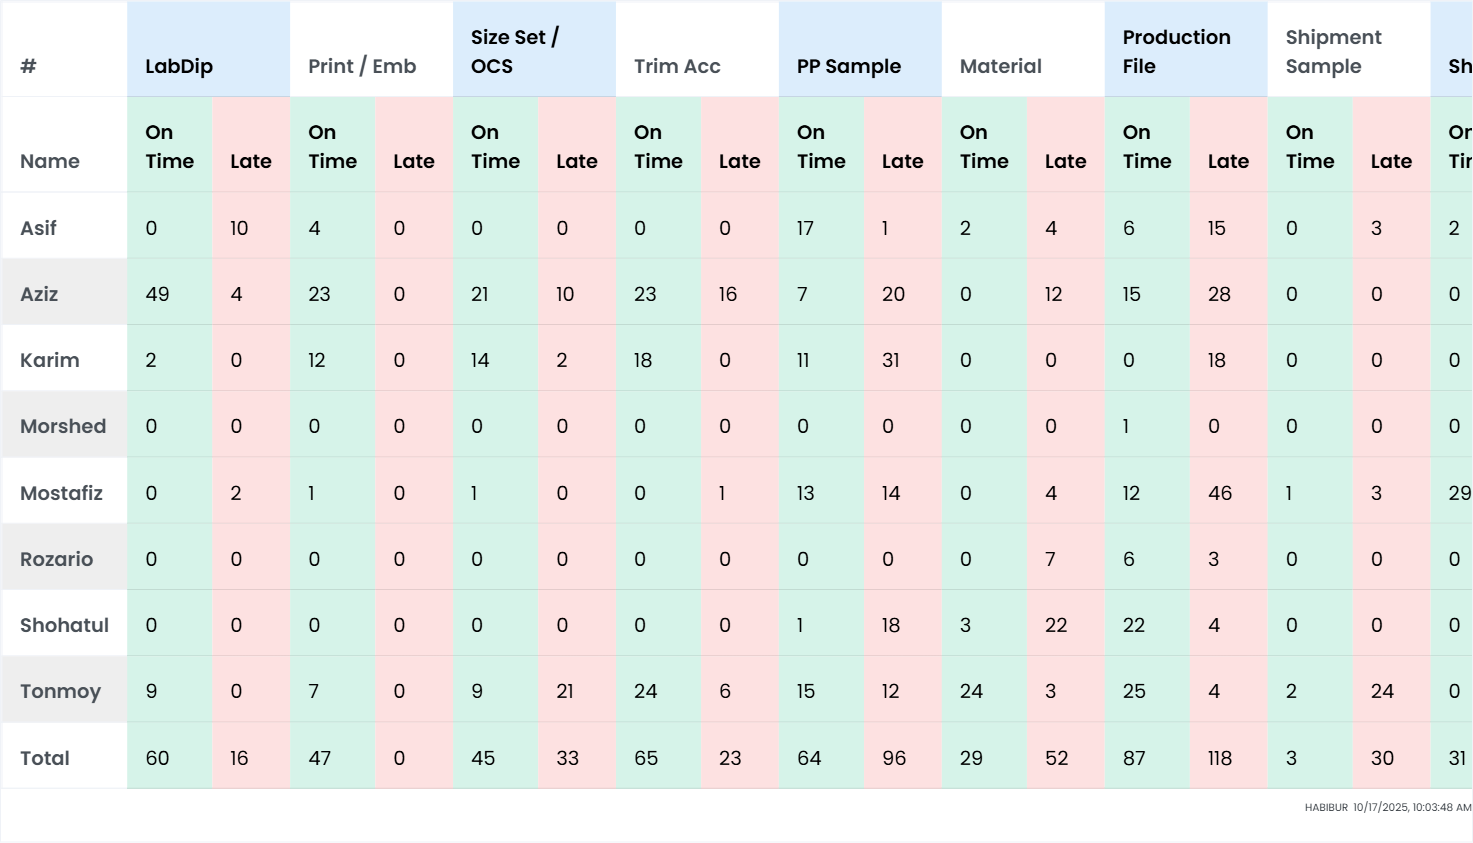 # LabDip Print / Emb Size Set / OCS Trim Acc PP Sample Material Production File Shipment Sample Sh
Name On Time Late On Time Late On Time Late On Time Late On Time Late On Time Late On Time Late On Time Late
Asif 0 10 4 0 0 0 0 0 17 1 2 4 6 15 0 3 2
Aziz 49 4 23 0 21 10 23 16 7 20 0 12 15 28 0 0 0
Karim 2 0 12 0 14 2 18 0 11 31 0 0 0 18 0 0 0
Morshed 0 0 0 0 0 0 0 0 0 0 0 0 1 0 0 0 0
Mostafiz 0 2 1 0 1 0 0 1 13 14 0 4 12 46 1 3 29
Rozario 0 0 0 0 0 0 0 0 0 0 0 7 6 3 0 0 0
Shohatul 0 0 0 0 0 0 0 0 1 18 3 22 22 4 0 0 0
Tonmoy 9 0 7 0 9 21 24 6 15 12 24 3 25 4 2 24 0
Total 60 16 47 0 45 33 65 23 64 96 29 52 87 118 3 30 31
HABIBUR 10/17/2025, 10:03:48 AM